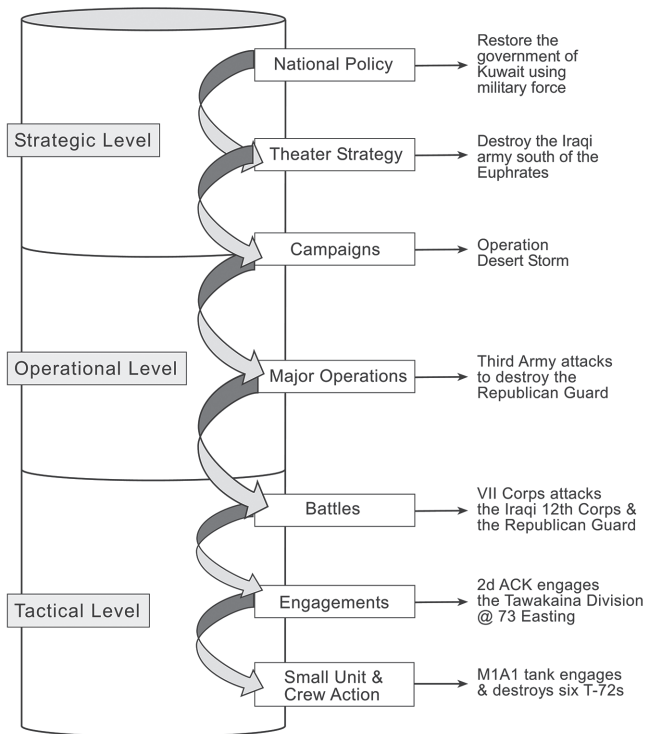 National Policy
Restore the
government of
Kuwait using
military force
Strategic Level
Theater Strategy
Destroy the Iraqi
army south of the
Euphrates
Campaigns
Operation
Desert Storm
Operational Level
Major Operations
Third Army attacks
to destroy the
Republican Guard
Battles
VII Corps attacks
the Iraqi 12th Corps &
the Republican Guard
Tactical Level
Engagements
2d ACK engages
the Tawakaina Division
@ 73 Easting
Small Unit &
Crew Action
M1A1 tank engages
& destroys six T-72s